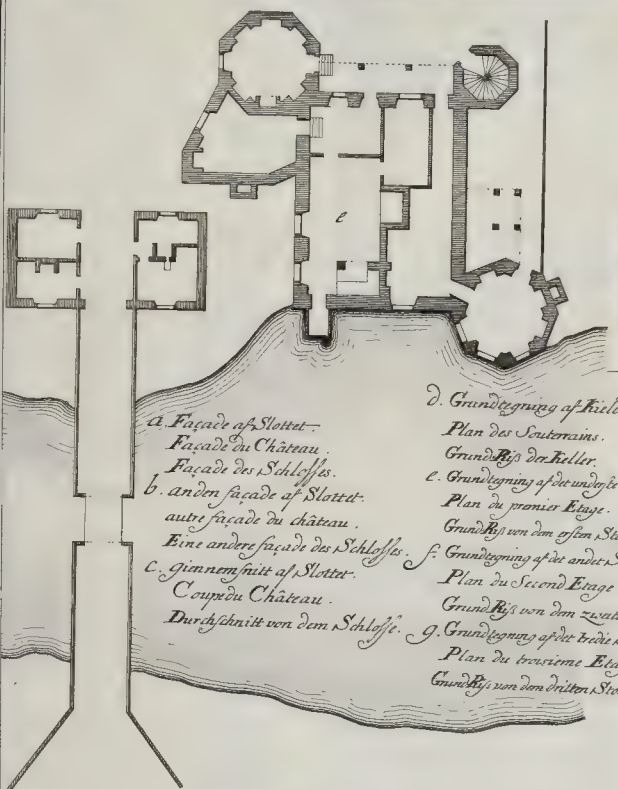 e
a. Façade af Slottet
Façade du Château.
Façade des Schlosses.
b. anden façade af Slottet.
autre façade du château.
Eine andere façade des Schlosses.
c. giennemsnitt af Slottet.
Coupe du Château.
Durchschnitt von dem Schlosse.
d. Grundtegning af
Plan des Souterrains.
Grund Riß der Keller.
e. Grundtegning af det underste
Plan du premier Etage.
Grund Riß von dem ersten
f. Grundtegning af det andet
Plan du Second Etage
Grund Riß von dem
g. Grundtegning af det tredie
Plan du troisieme
Grund Riß von dem dritten